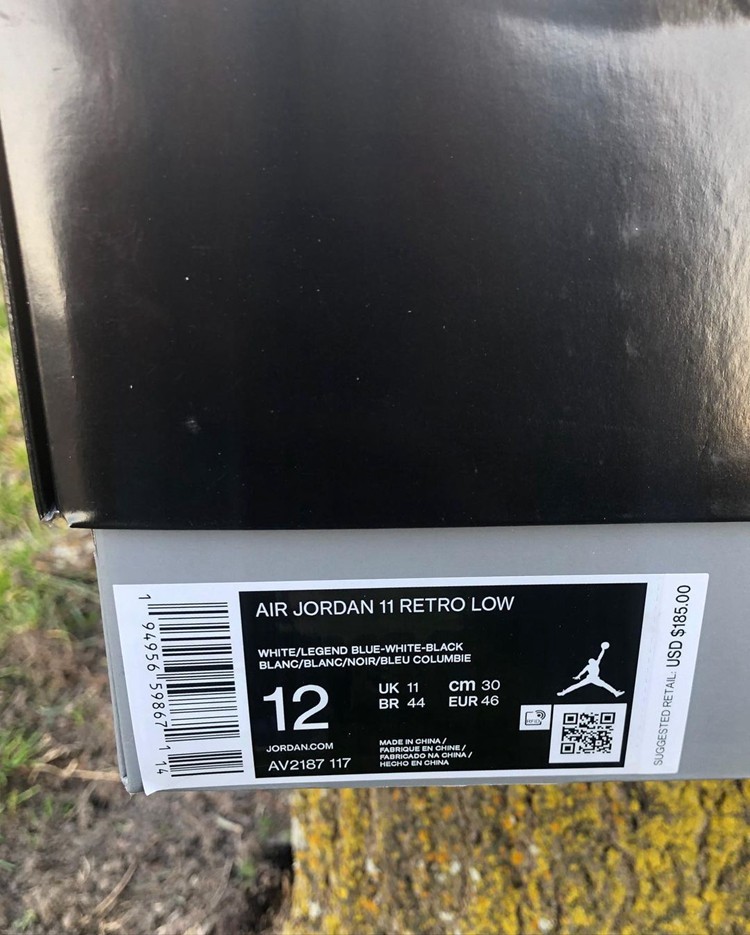 AIR JORDAN 11 RETRO LOW
WHITE/LEGEND BLUE-WHITE-BLACK
BLANC/BLANC/NOIR/BLEU COLUMBIE
12
UK 11 cm 30
BR 44 EUR 46
JORDAN.COM
AV2187 117
MADE IN CHINA /
FABRIQUE EN CHINE /
FABRICADO NA CHINA /
HECHO EN CHINA
RFID
1 94956 59867 1 14
SUGGESTED RETAIL: USD $185.00